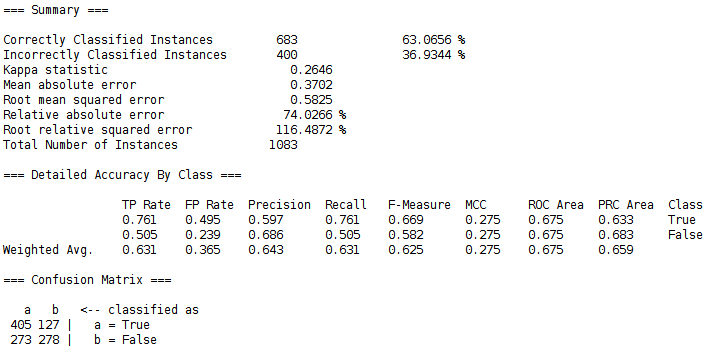 === Summary ===
Correctly Classified Instances 683 63.0656 %
Incorrectly Classified Instances 400 36.9344 %
Kappa statistic 0.2646
Mean absolute error 0.3702
Root mean squared error 0.5825
Relative absolute error 74.0266 %
Root relative squared error 116.4872 %
Total Number of Instances 1083
=== Detailed Accuracy By Class ===
TP Rate FP Rate Precision Recall F-Measure MCC ROC Area PRC Area Class
0.761 0.495 0.597 0.761 0.669 0.275 0.675 0.633 True
0.505 0.239 0.686 0.505 0.582 0.275 0.675 0.683 False
Weighted Avg. 0.631 0.365 0.643 0.631 0.625 0.275 0.675 0.659
=== Confusion Matrix ===
a b <-- classified as
405 127 | a = True
273 278 | b = False